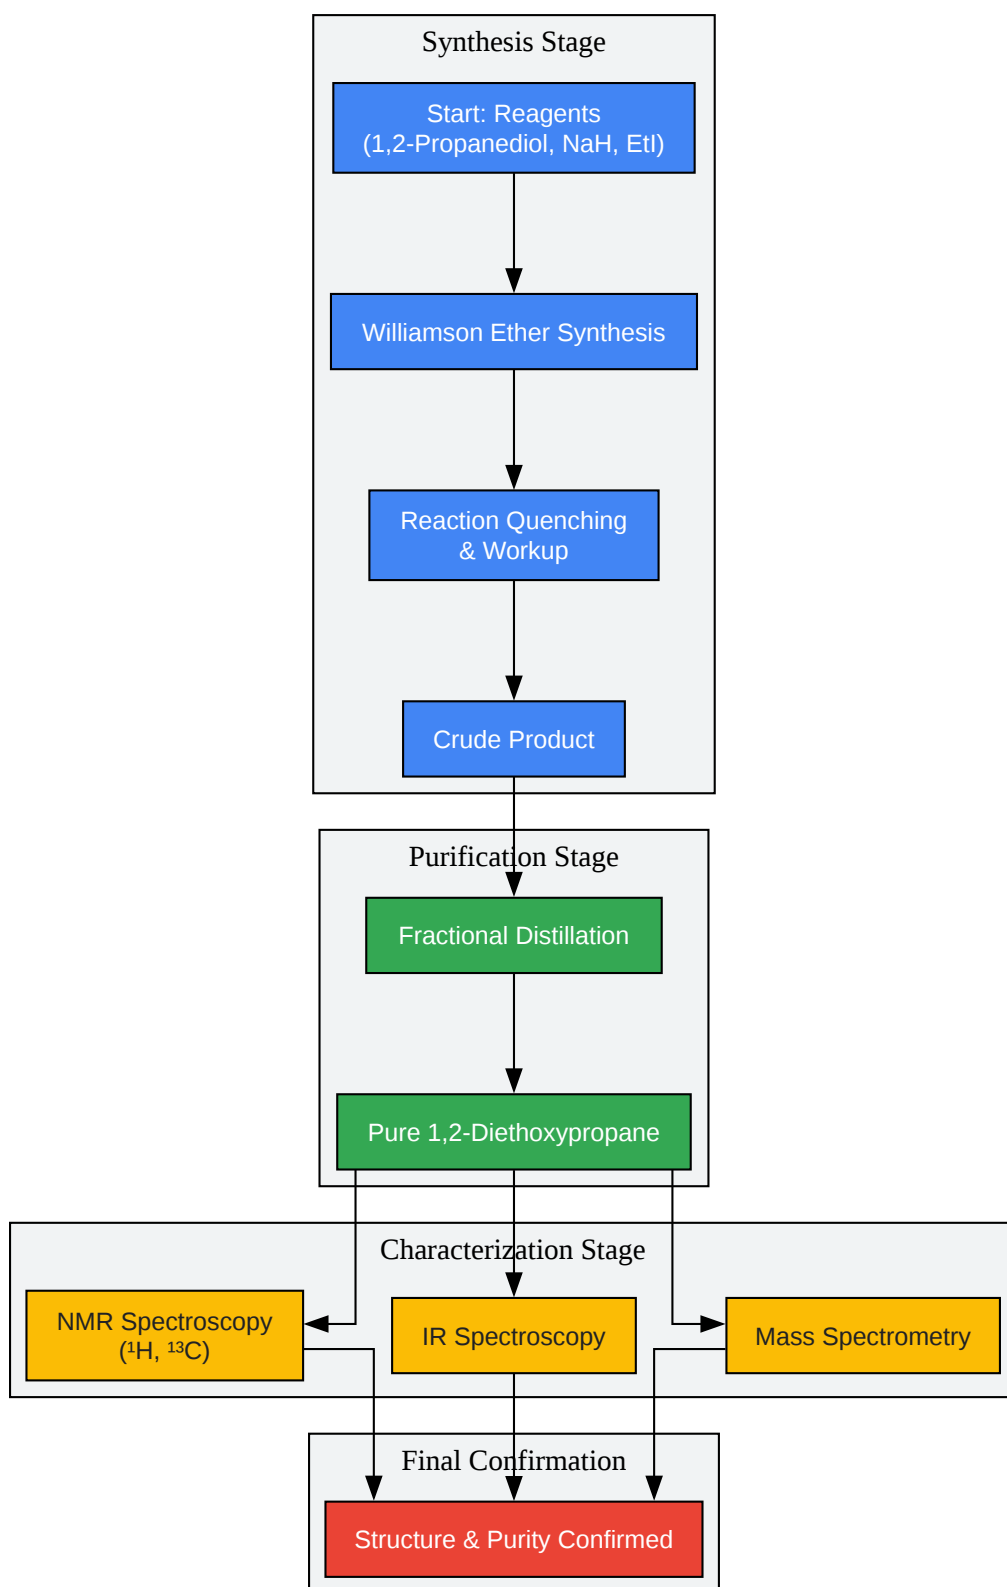 Synthesis Stage
Start: Reagents
(1,2-Propanediol, NaH, EtI)
Williamson Ether Synthesis
Reaction Quenching
& Workup
Crude Product
Purification Stage
Fractional Distillation
Pure 1,2-Diethoxypropane
Characterization Stage
NMR Spectroscopy
(¹H, ¹³C)
IR Spectroscopy
Mass Spectrometry
Final Confirmation
Structure & Purity Confirmed